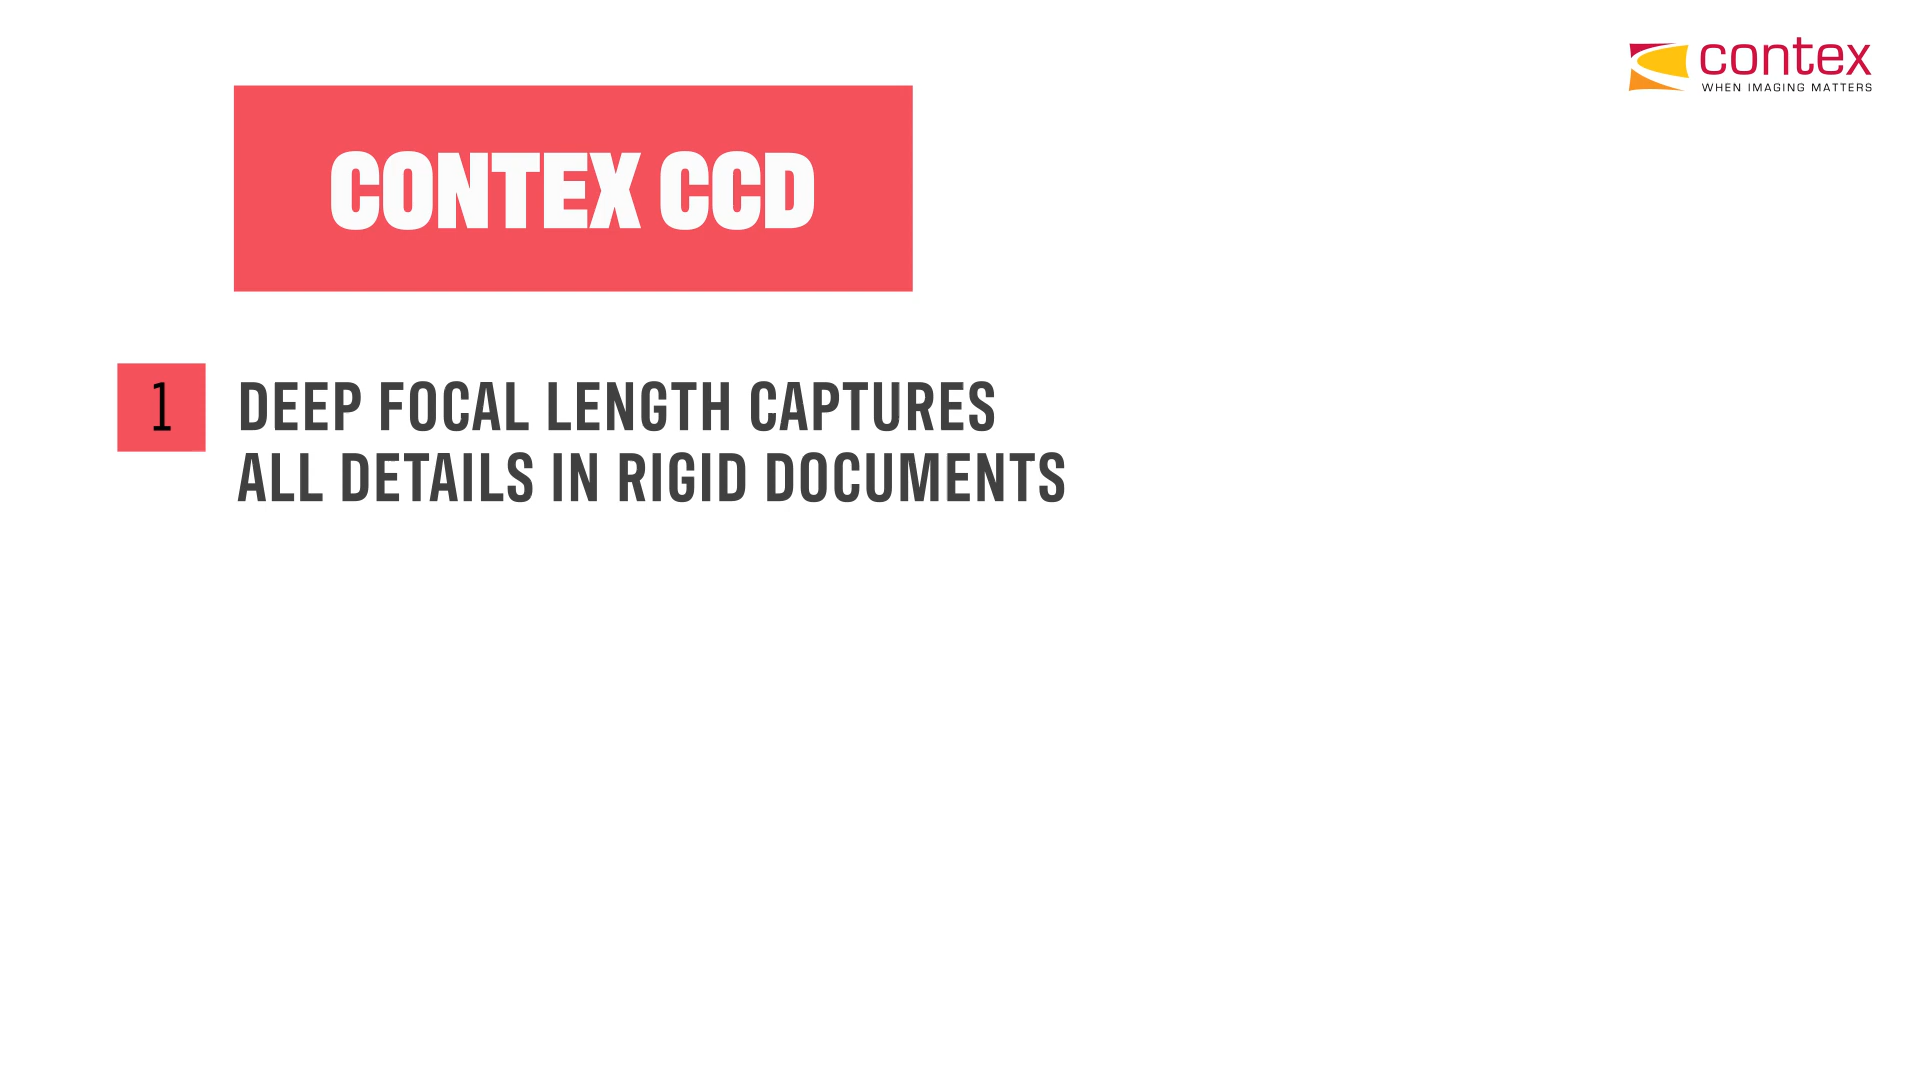 contex
WHEN IMAGING MATTERS
CONTEX CCD
1
DEEP FOCAL LENGTH CAPTURES
ALL DETAILS IN RIGID DOCUMENTS